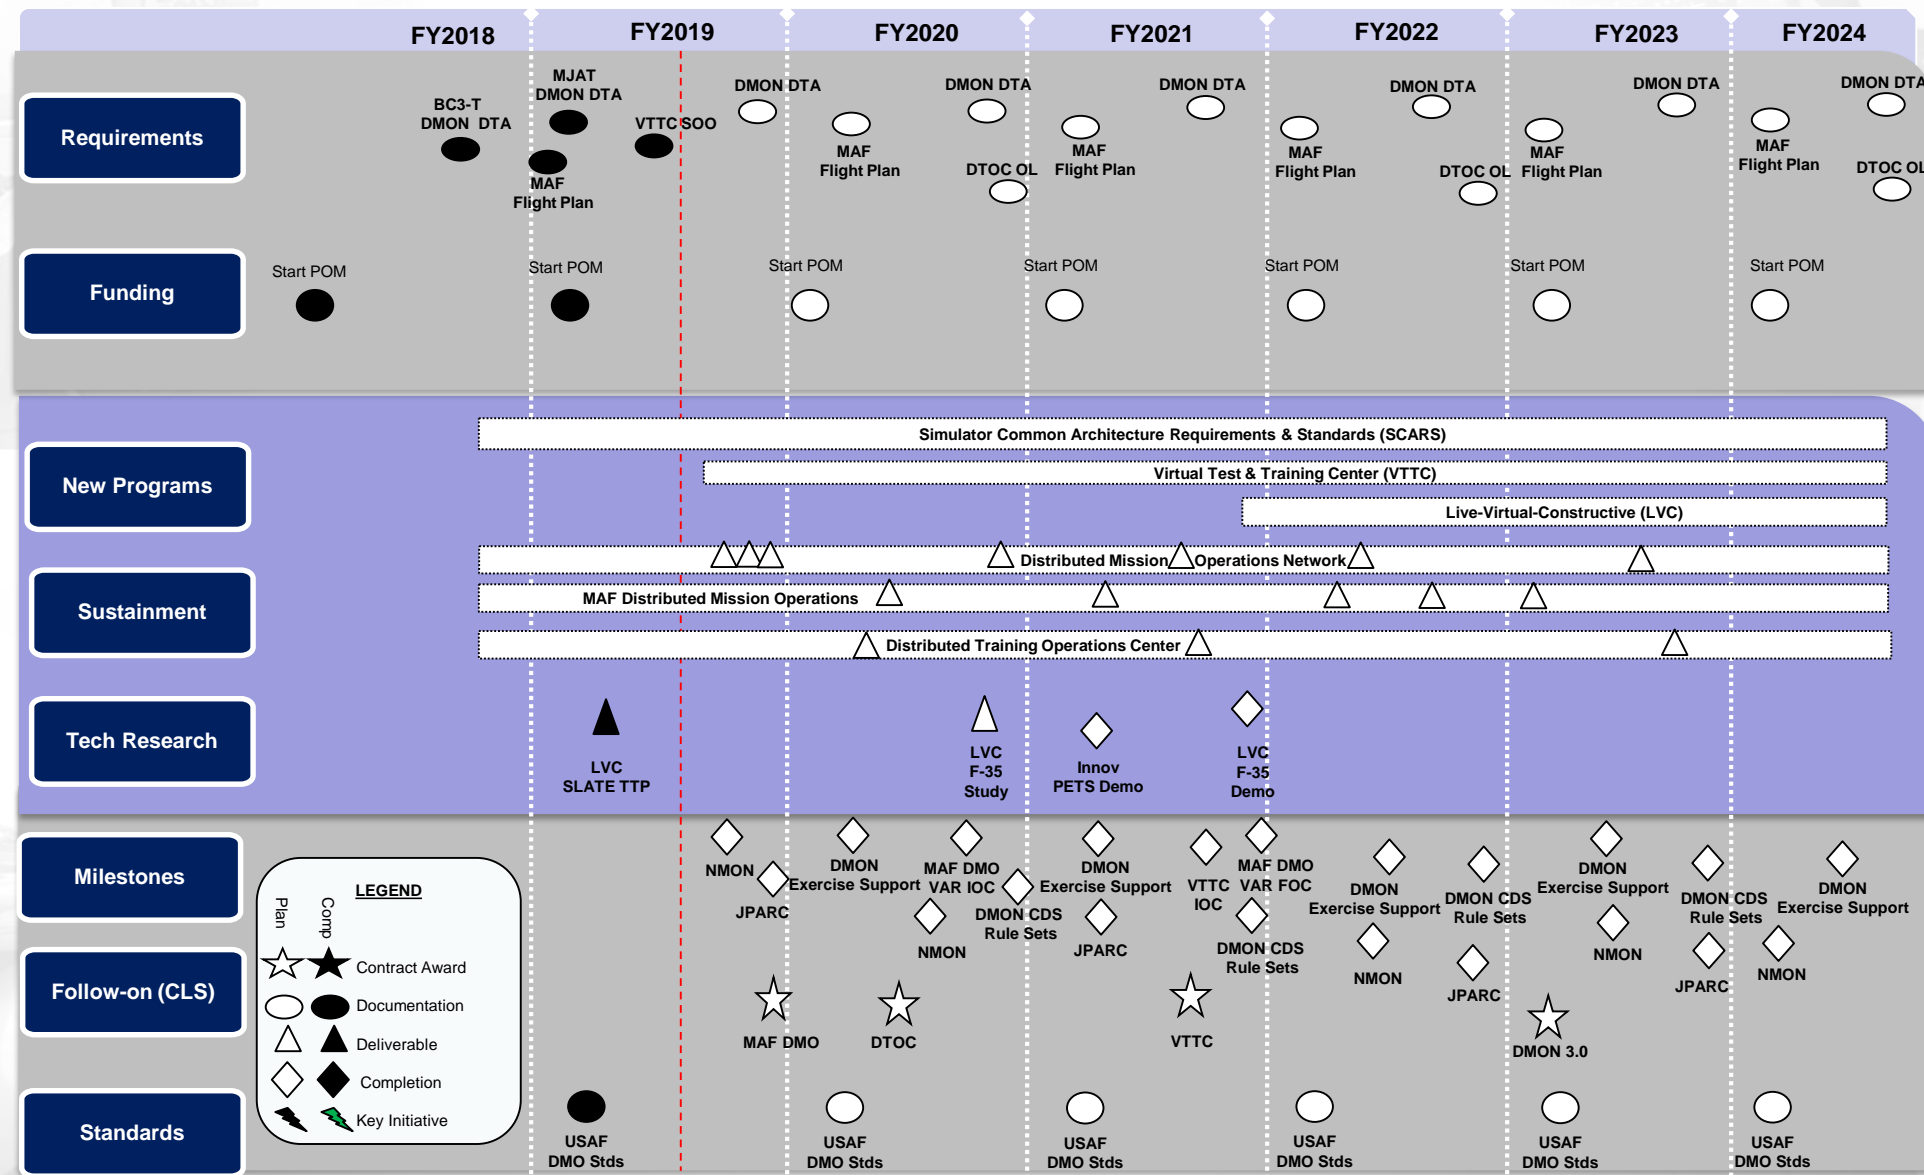 FY2018
FY2019
FY2020
FY2021
FY2022
FY2023
FY2024
Requirements
BC3-T
DMON DTA
MJAT
DMON DTA
MAF
Flight Plan
VTTC SOO
DMON DTA
MAF
Flight Plan
DMON DTA
DTOC OL
MAF
Flight Plan
DMON DTA
MAF
Flight Plan
DMON DTA
DTOC OL
MAF
Flight Plan
DMON DTA
MAF
Flight Plan
DMON DTA
DTOC OL
Funding
Start POM
Start POM
Start POM
Start POM
Start POM
Start POM
Start POM
New Programs
Simulator Common Architecture Requirements & Standards (SCARS)
Virtual Test & Training Center (VTTC)
Live-Virtual-Constructive (LVC)
Sustainment
Distributed Mission Operations Network
MAF Distributed Mission Operations
Distributed Training Operations Center
Tech Research
LVC
SLATE TTP
LVC
F-35
Study
Innov
PETS Demo
LVC
F-35
Demo
Milestones
NMON
JPARC
DMON
Exercise Support
NMON
MAF DMO
VAR IOC
DMON CDS
Rule Sets
DMON
Exercise Support
JPARC
VTTC
IOC
MAF DMO
VAR FOC
DMON CDS
Rule Sets
DMON
Exercise Support
NMON
DMON CDS
Rule Sets
JPARC
DMON
Exercise Support
NMON
DMON CDS
Rule Sets
JPARC
DMON
Exercise Support
NMON
LEGEND
Plan
Comp
Contract Award
Documentation
Deliverable
Completion
Key Initiative
Follow-on (CLS)
MAF DMO
DTOC
VTTC
DMON 3.0
Standards
USAF
DMO Stds
USAF
DMO Stds
USAF
DMO Stds
USAF
DMO Stds
USAF
DMO Stds
USAF
DMO Stds